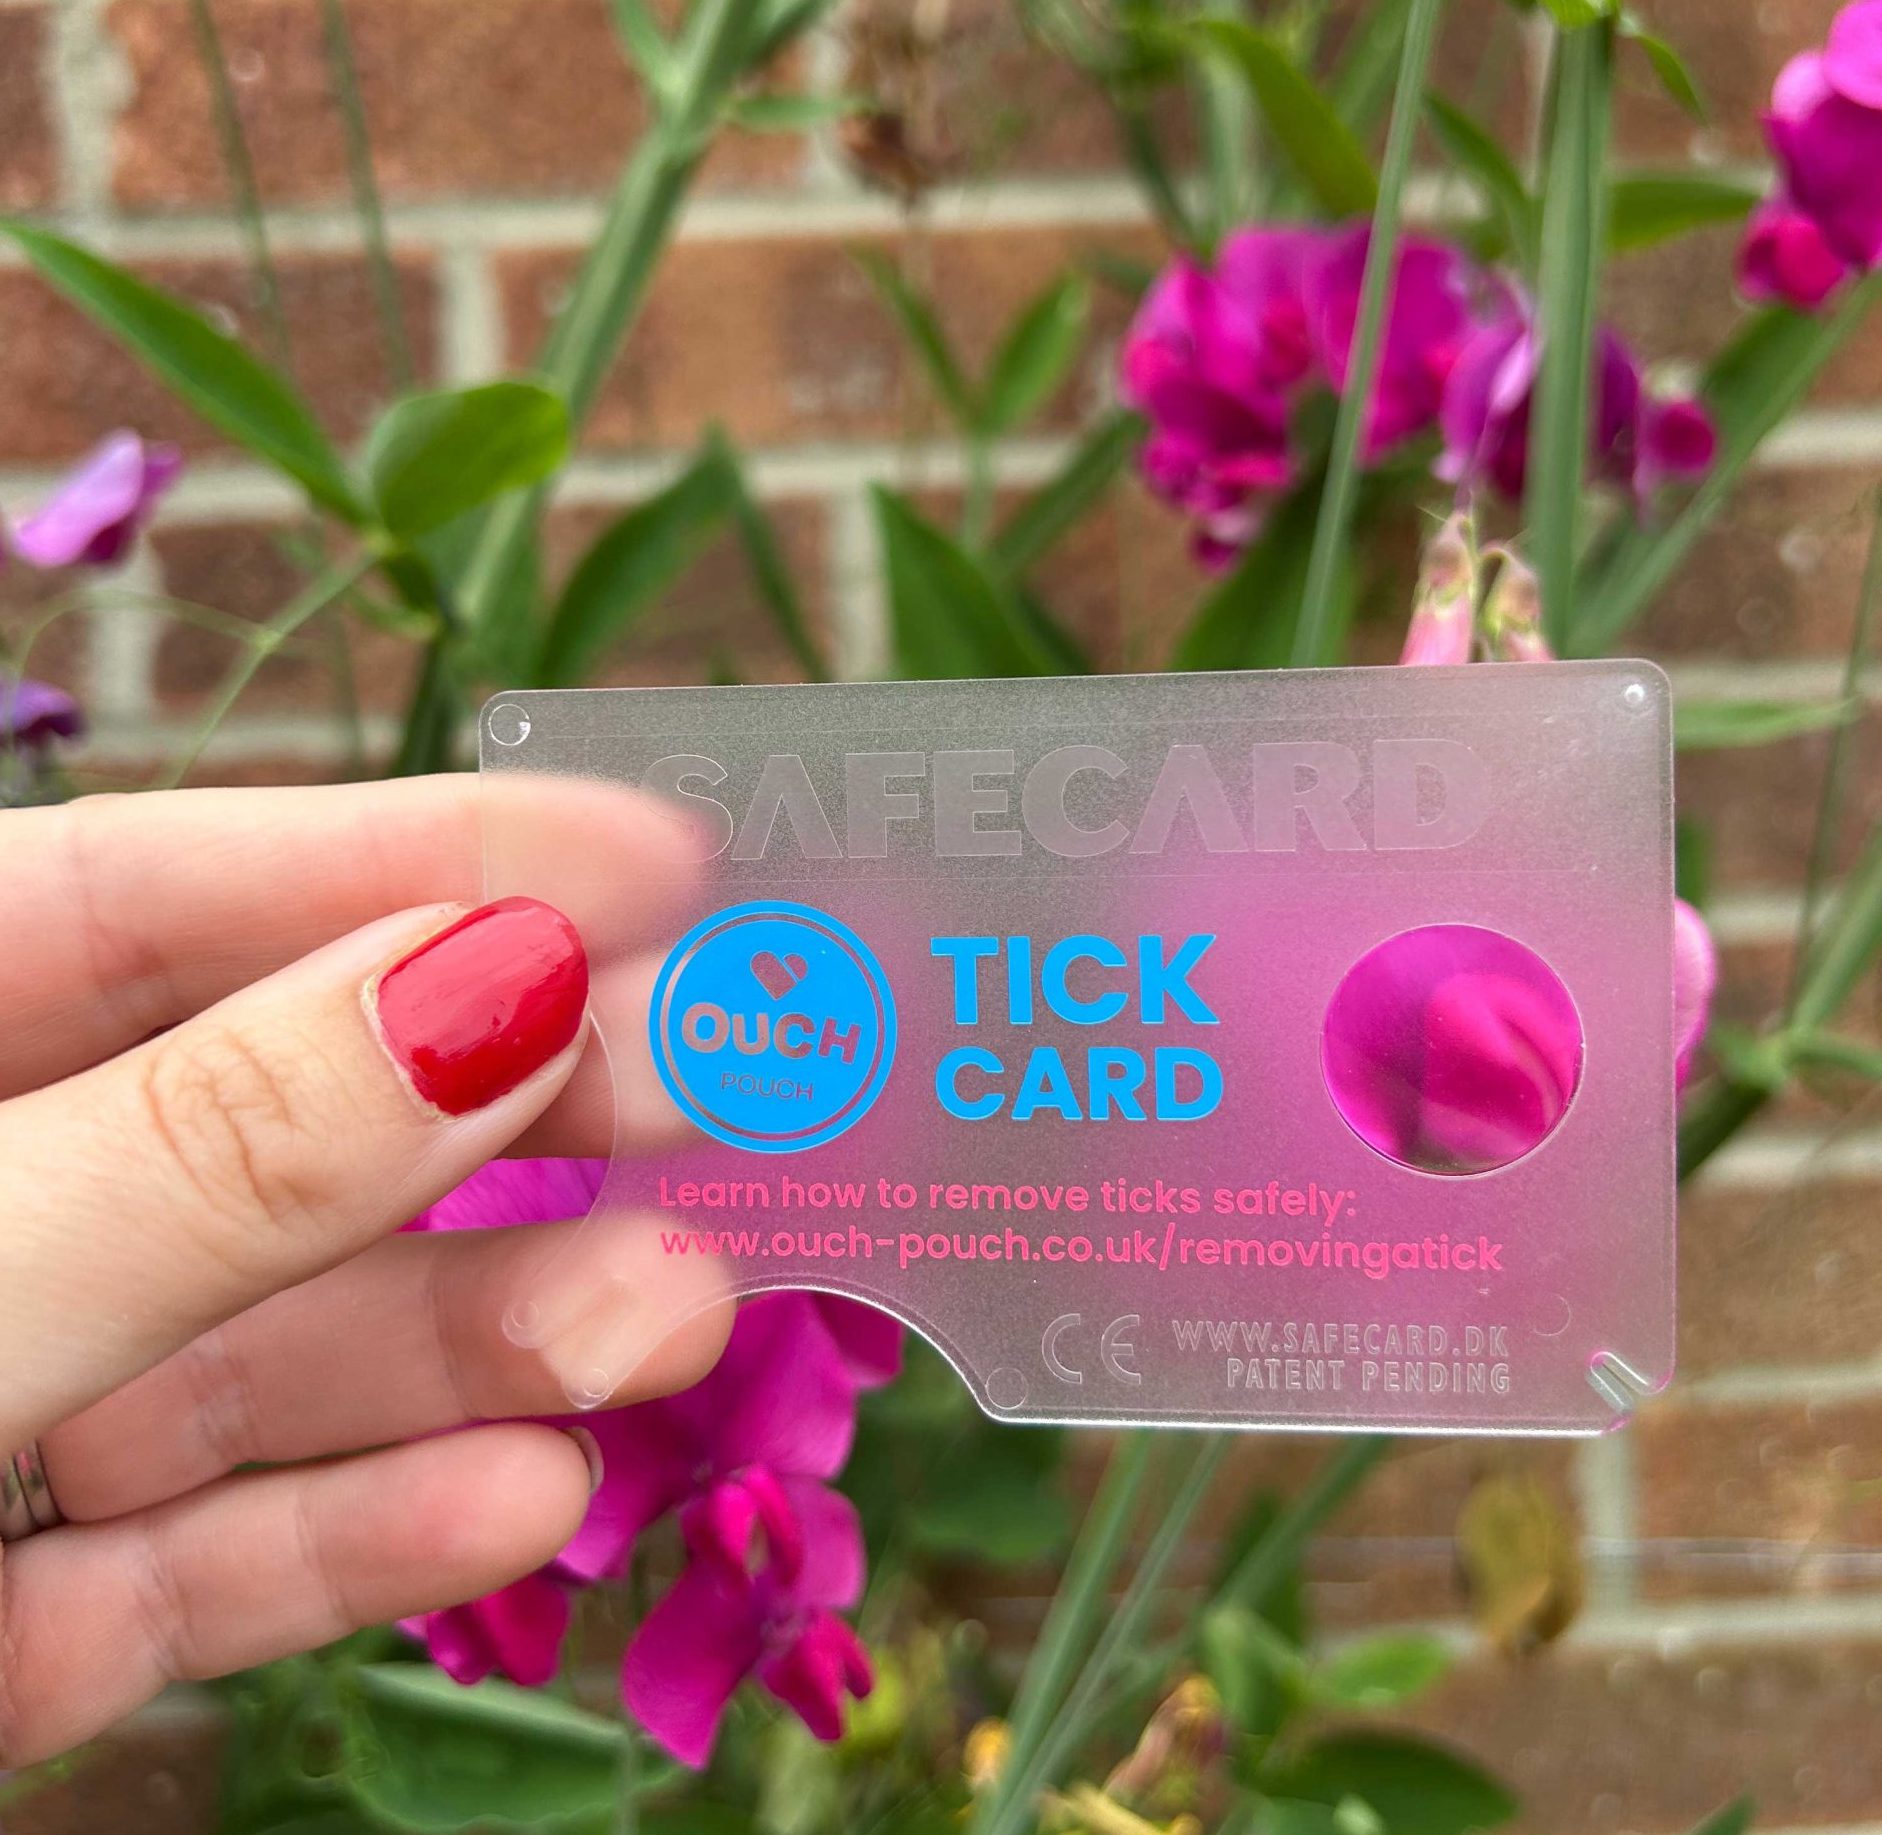 SAFECARD
OUCH
POUCH
TICK
CARD
Learn how to remove ticks safely:
www.ouch-pouch.co.uk/removingatick
CE WWW.SAFECARD.DK
PATENT PENDING